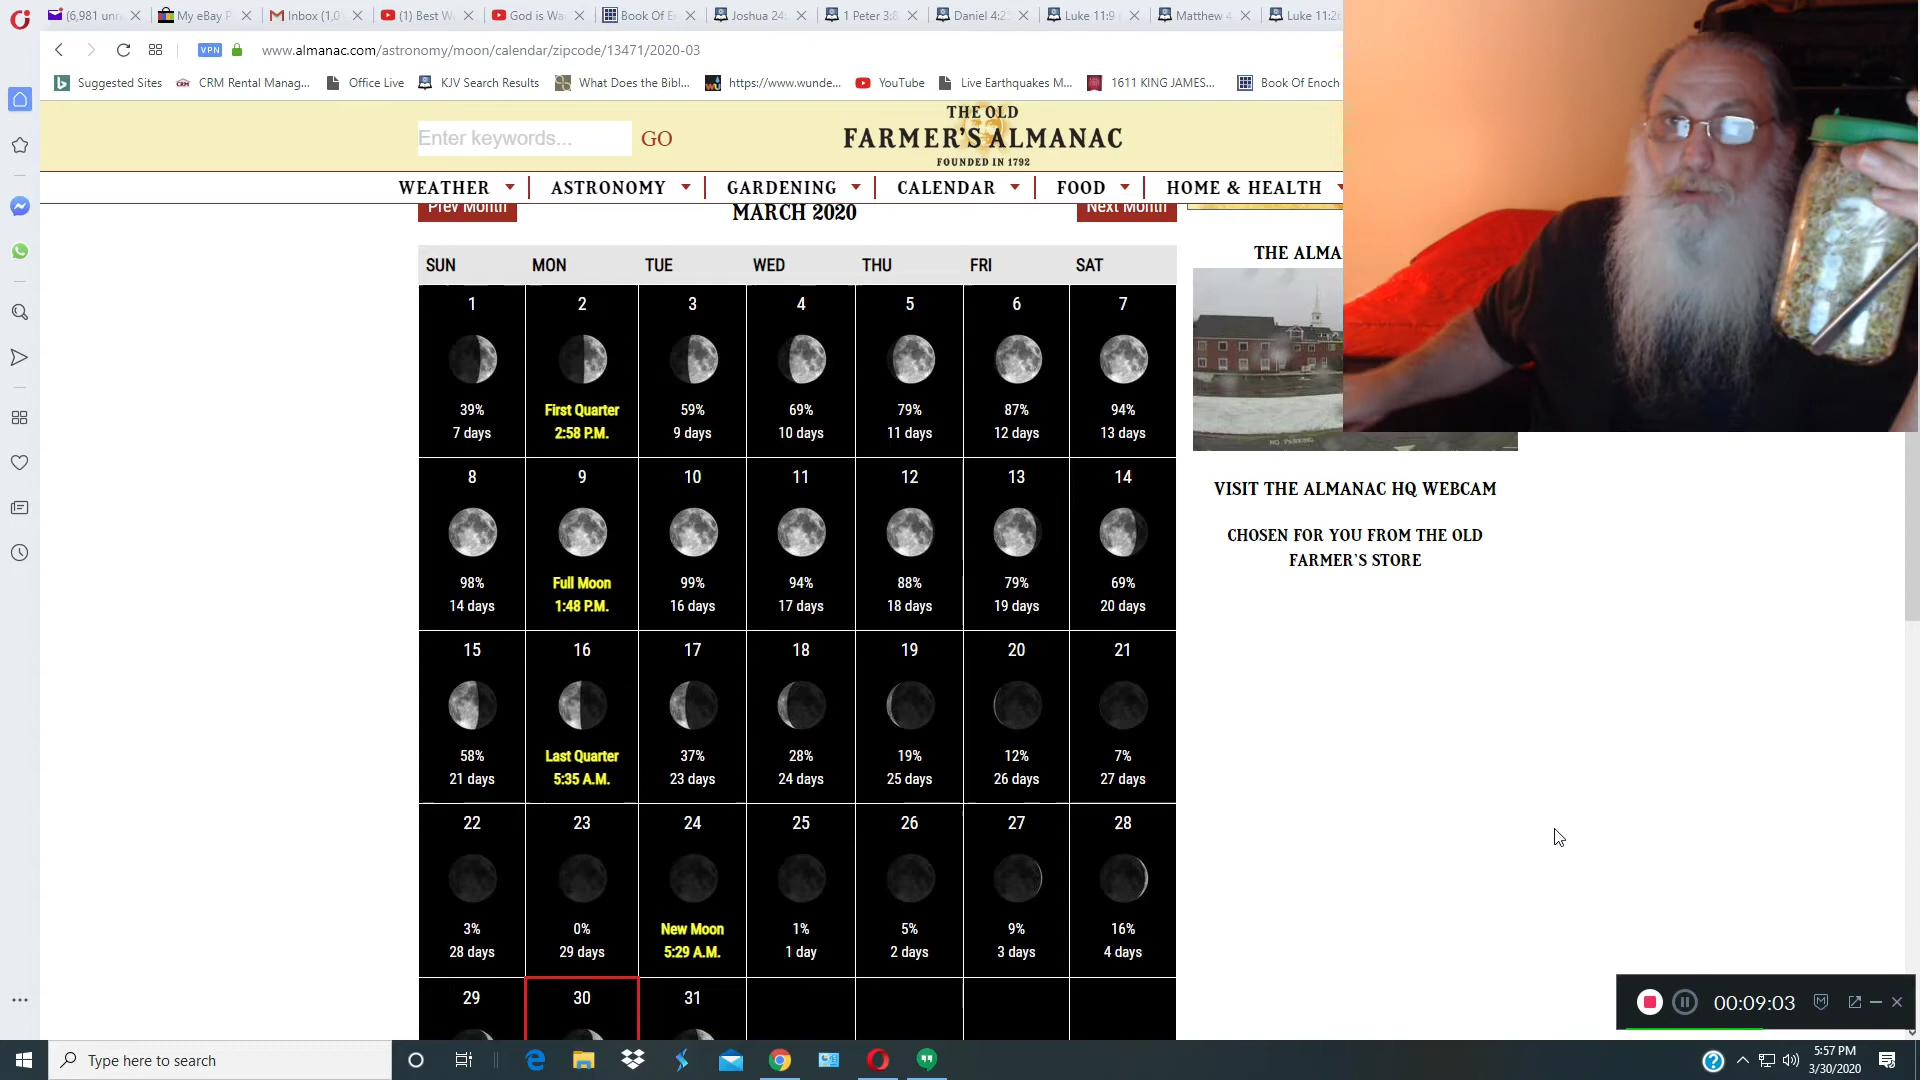 (6,981 unr
My eBay P
Inbox (1,0
(1) Best W
God is Wa
Book Of E
Joshua 24:
1 Peter 3:8
Daniel 4:2
Luke 11:9
Matthew 4
Luke 11:2
VPN
www.almanac.com/astronomy/moon/calendar/zipcode/13471/2020-03
Suggested Sites
CRM Rental Manag...
Office Live
KJV Search Results
What Does the Bibl...
https://www.wunde...
YouTube
Live Earthquakes M...
1611 KING JAMES...
Book Of Enoch
Enter keywords...
GO
THE OLD
FARMER'S ALMANAC
FOUNDED IN 1792
WEATHER
ASTRONOMY
GARDENING
CALENDAR
FOOD
HOME & HEALTH
Prev Month
MARCH 2020
Next Month
SUN MON TUE WED THU FRI SAT
1 2 3 4 5 6 7
39% First Quarter 59% 69% 79% 87% 94%
7 days 2:58 P.M. 9 days 10 days 11 days 12 days 13 days
8 9 10 11 12 13 14
98% Full Moon 99% 94% 88% 79% 69%
14 days 1:48 P.M. 16 days 17 days 18 days 19 days 20 days
15 16 17 18 19 20 21
58% Last Quarter 37% 28% 19% 12% 7%
21 days 5:35 A.M. 23 days 24 days 25 days 26 days 27 days
22 23 24 25 26 27 28
3% 0% New Moon 1% 5% 9% 16%
28 days 29 days 5:29 A.M. 1 day 2 days 3 days 4 days
29 30 31
THE ALMA
NO PARKING
VISIT THE ALMANAC HQ WEBCAM
CHOSEN FOR YOU FROM THE OLD
FARMER'S STORE
00:09:03
Type here to search
5:57 PM
3/30/2020